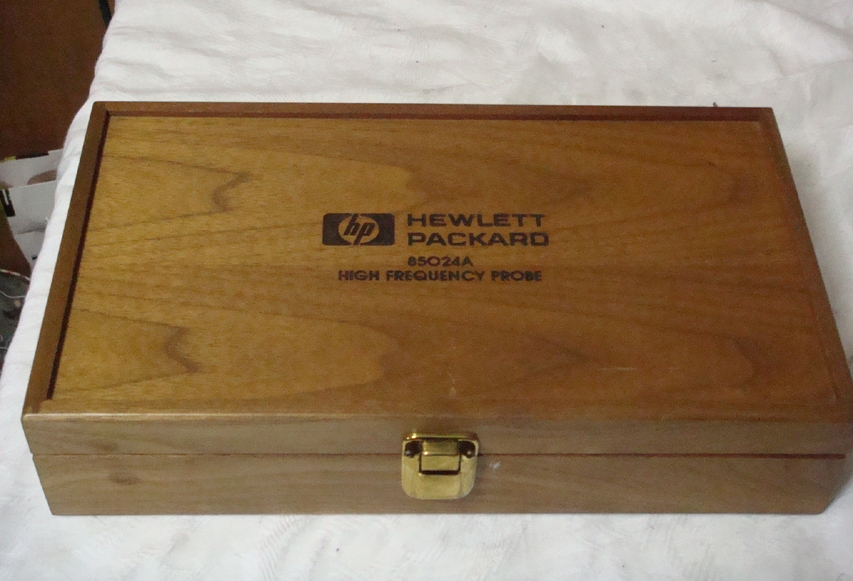 hp HEWLETT
PACKARD
85024A
HIGH FREQUENCY PROBE